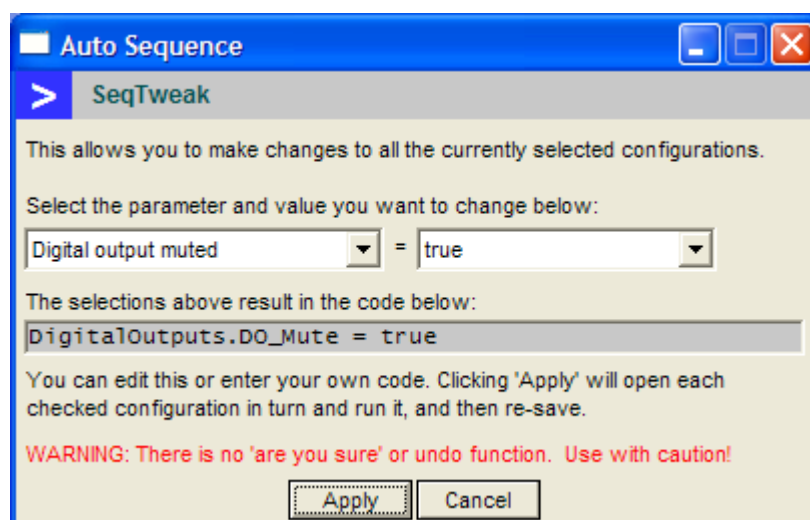 Auto Sequence
> SeqTweak
This allows you to make changes to all the currently selected configurations.
Select the parameter and value you want to change below:
Digital output muted = true
The selections above result in the code below:
DigitalOutputs.DO_Mute = true
You can edit this or enter your own code. Clicking 'Apply' will open each
checked configuration in turn and run it, and then re-save.
WARNING: There is no 'are you sure' or undo function. Use with caution!
Apply Cancel